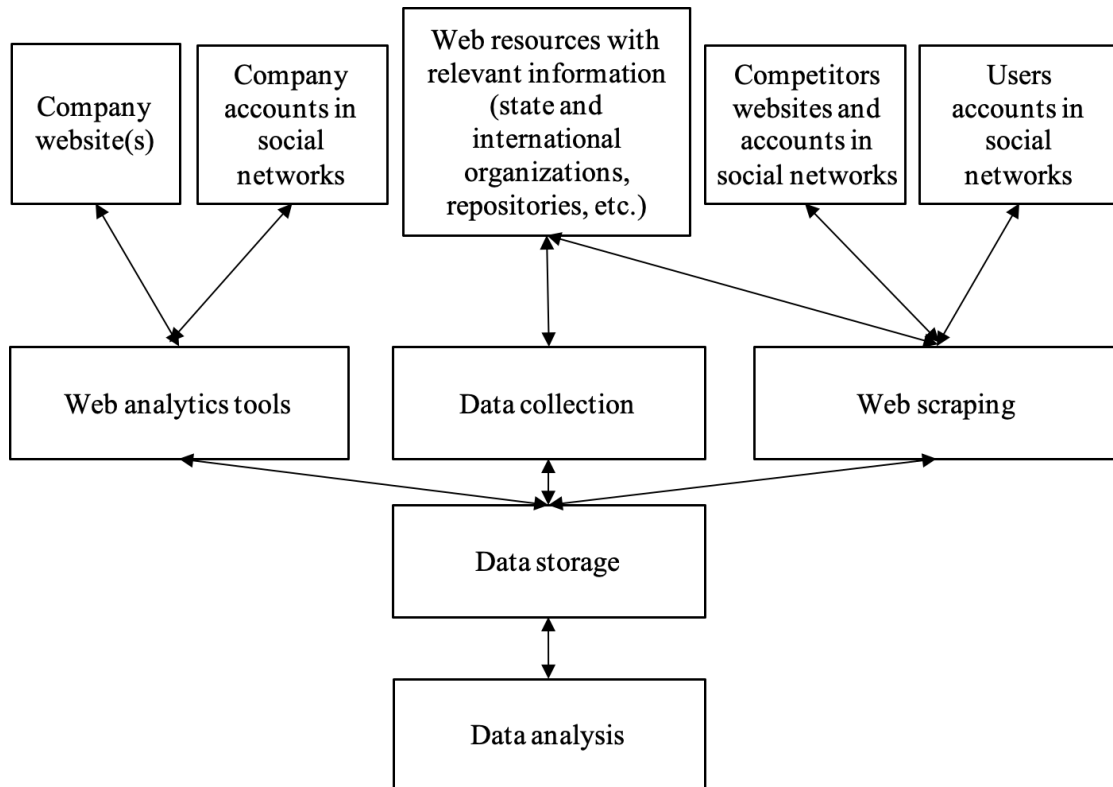 Company
website(s)
Company
accounts in
social
networks
Web resources with
relevant information
(state and
international
organizations,
repositories, etc.)
Competitors
websites and
accounts in
social networks
Users
accounts in
social
networks
Web analytics tools
Data collection
Web scraping
Data storage
Data analysis